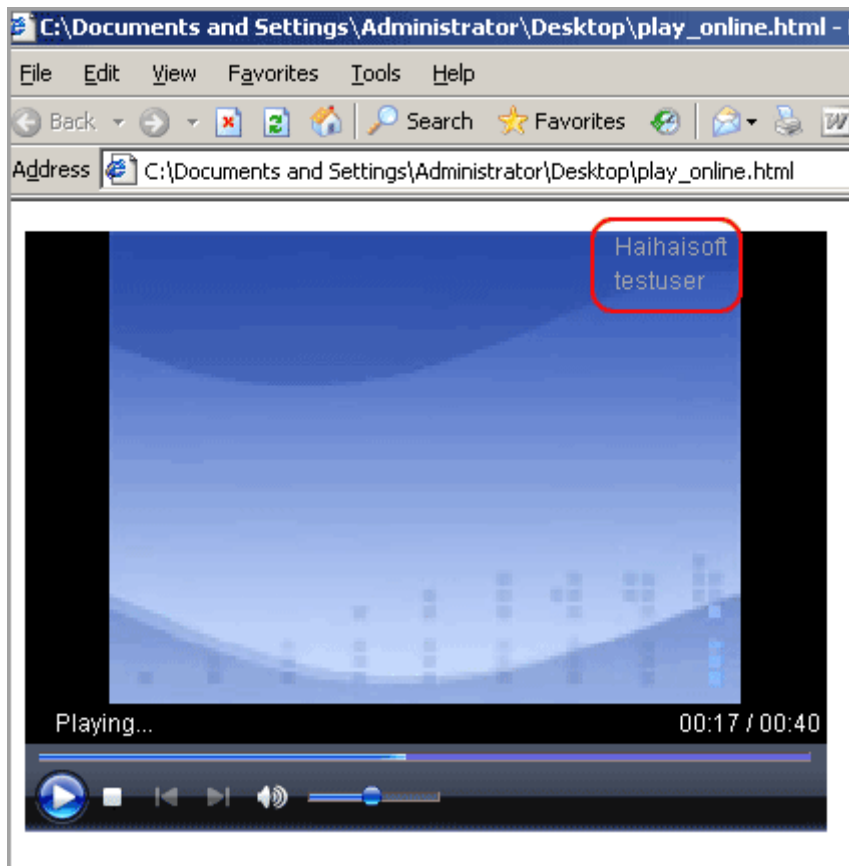 C:\Documents and Settings\Administrator\Desktop\play_online.html -
File Edit View Favorites Tools Help
Back Search Favorites
Address C:\Documents and Settings\Administrator\Desktop\play_online.html
Haihaisoft
testuser
Playing... 00:17 / 00:40